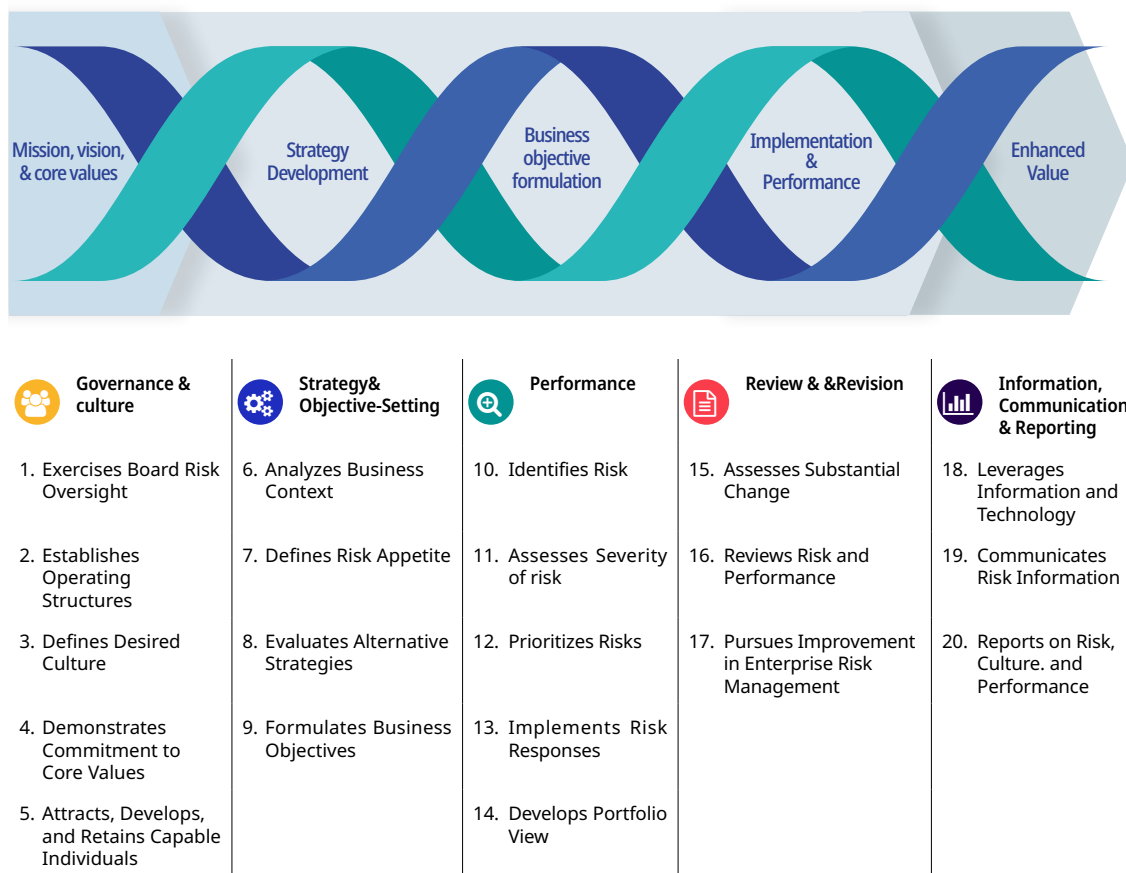 Mission, vision,
& core values
Strategy
Development
Business
objective
formulation
Implementation
&
Performance
Enhanced
Value
Governance &
culture
1. Exercises Board Risk
Oversight
2. Establishes
Operating
Structures
3. Defines Desired
Culture
4. Demonstrates
Commitment to
Core Values
5. Attracts, Develops,
and Retains Capable
Individuals
Strategy&
Objective-Setting
6. Analyzes Business
Context
7. Defines Risk Appetite
8. Evaluates Alternative
Strategies
9. Formulates Business
Objectives
Performance
10. Identifies Risk
11. Assesses Severity
of risk
12. Prioritizes Risks
13. Implements Risk
Responses
14. Develops Portfolio
View
Review & &Revision
15. Assesses Substantial
Change
16. Reviews Risk and
Performance
17. Pursues Improvement
in Enterprise Risk
Management
Information,
Communication
& Reporting
18. Leverages
Information and
Technology
19. Communicates
Risk Information
20. Reports on Risk,
Culture. and
Performance